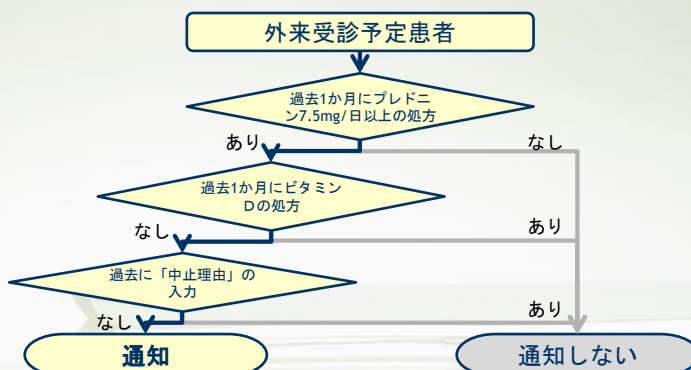 外来受診予定患者
過去1か月にプレドニ
ン7.5mg/日以上の処方
あり
なし
過去1か月にビタミン
Dの処方
なし
あり
過去に「中止理由」の
入力
なし
あり
通知
通知しない